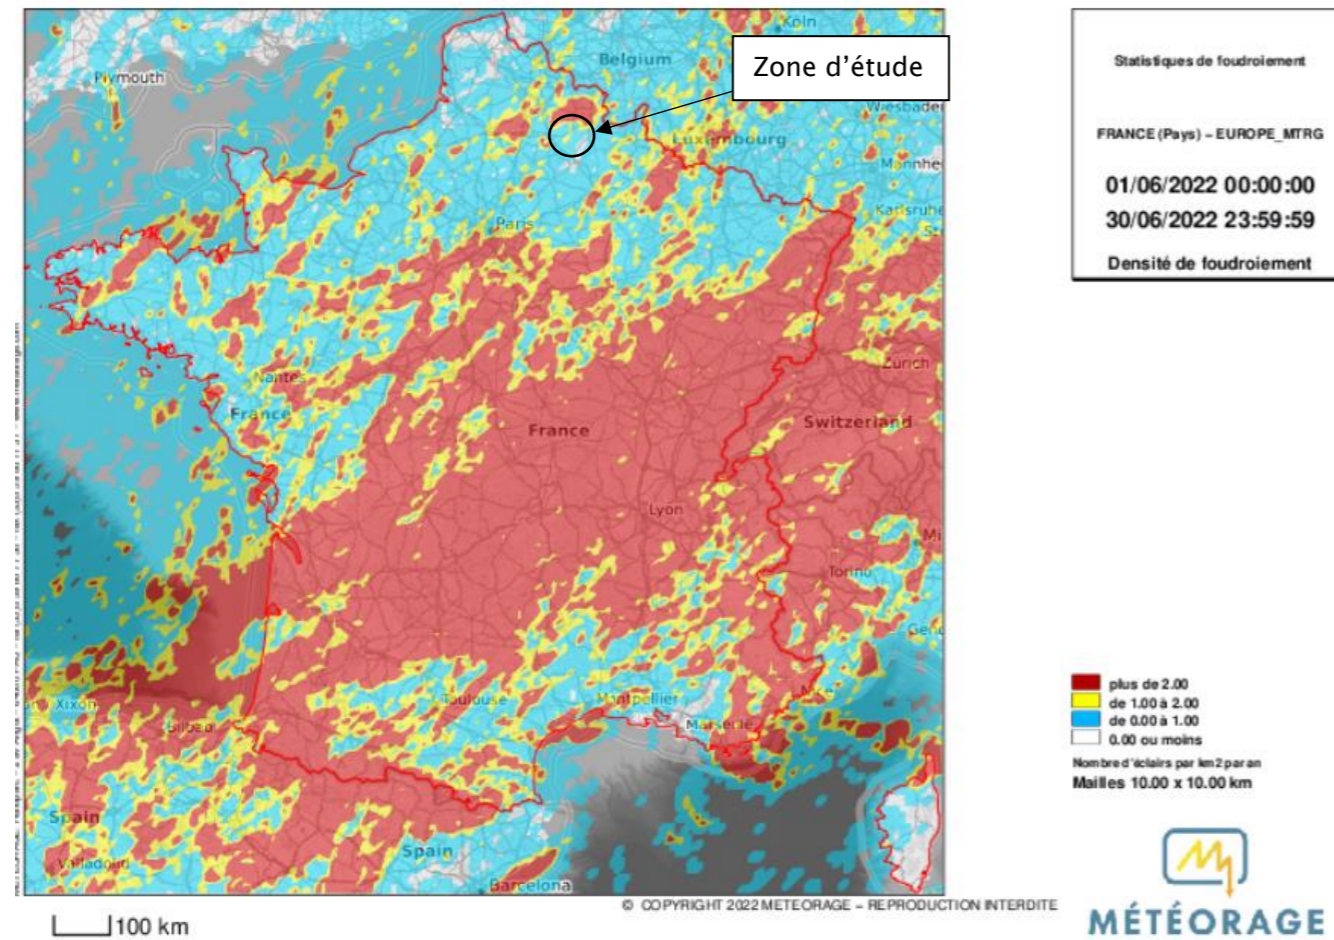 Köln
Belgium
Zone d'étude
Plymouth
Wiesbaden
Luxembourg
Mannhe
Paris
Karlsruhe
Nantes
France
Zürich
France
Switzerland
Lyon
Torino
Toulouse
Montpellier
Nice
Marseille
Bilbao
Spain
Valladolid
Spain
Barcelona
© COPYRIGHT 2022 METEORAGE – REPRODUCTION INTERDITE
100 km
Statistiques de foudroiement
FRANCE (Pays) – EUROPE_MTRG
01/06/2022 00:00:00
30/06/2022 23:59:59
Densité de foudroiement
plus de 2.00
de 1.00 à 2.00
de 0.00 à 1.00
0.00 ou moins
Nombre d'éclairs par km2 par an
Mailles 10.00 x 10.00 km
MÉTÉORAGE